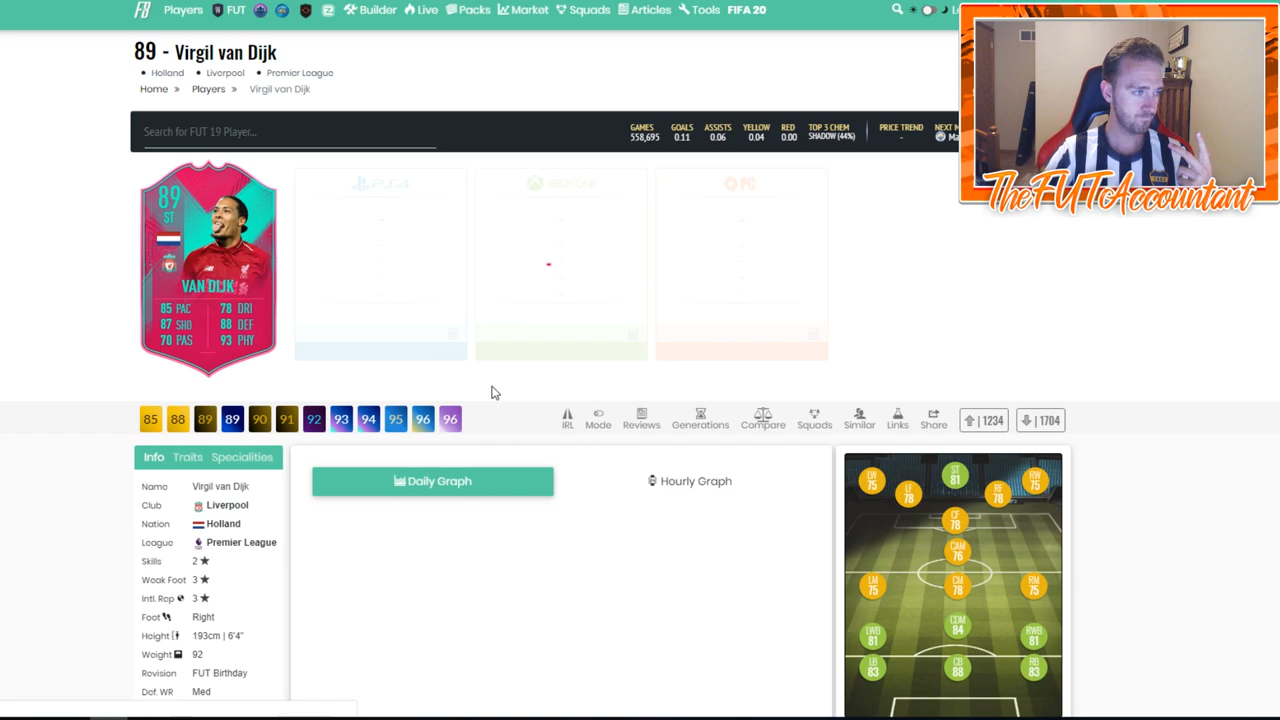 FB Players FUT Z Builder Live Packs Market Squads Articles Tools FIFA 20
89 - Virgil van Dijk
Holland Liverpool Premier League
Home » Players » Virgil van Dijk
Search for FUT 19 Player...
GAMES GOALS ASSISTS YELLOW RED TOP 3 CHEM PRICE TREND NEXT M
558,695 0.11 0.06 0.04 0.00 SHADOW (44%) - Ma
TheFUTAccountant
89
ST
VAN DIJK
85 PAC 78 DRI
87 SHO 88 DEF
70 PAS 93 PHY
PS4 XBOX ONE PC
85 88 89 89 90 91 92 93 94 95 96 96
IRL Mode Reviews Generations Compare Squads Similar Links Share | 1234 | 1704
Info Traits Specialities
Daily Graph Hourly Graph
Name Virgil van Dijk
Club Liverpool
Nation Holland
League Premier League
Skills 2 ★
Weak Foot 3 ★
Intl. Rep 3 ★
Foot Right
Height 193cm | 6'4"
Weight 92
Revision FUT Birthday
Def. WR Med
LW 75
ST 81
RW 75
LF 78
RF 78
CF 78
CAM 76
LM 75
CM 78
RM 75
LWB 81
CDM 84
RWB 81
LB 83
CB 88
RB 83